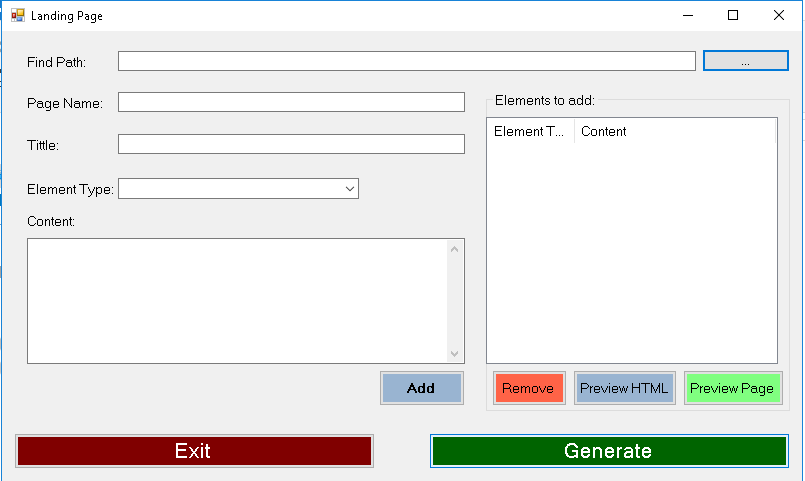 Landing Page
Find Path:
...
Page Name:
Elements to add:
Element T... Content
Tittle:
Element Type:
Content:
Add
Remove
Preview HTML
Preview Page
Exit
Generate